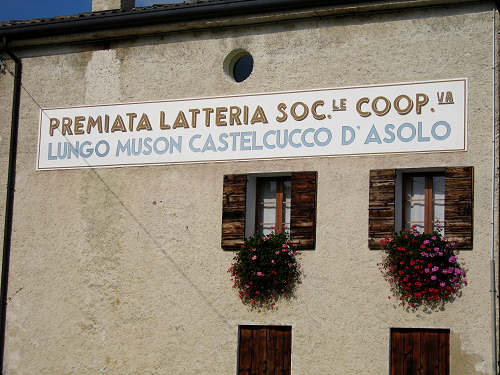 PREMIATA LATTERIA SOC.LE COOP.VA
LUNGO MUSON CASTELCUCCO D'ASOLO